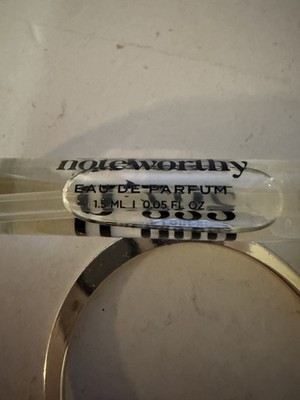 noteworthy
EAU DE PARFUM
1.5 ML | 0.05 FL OZ